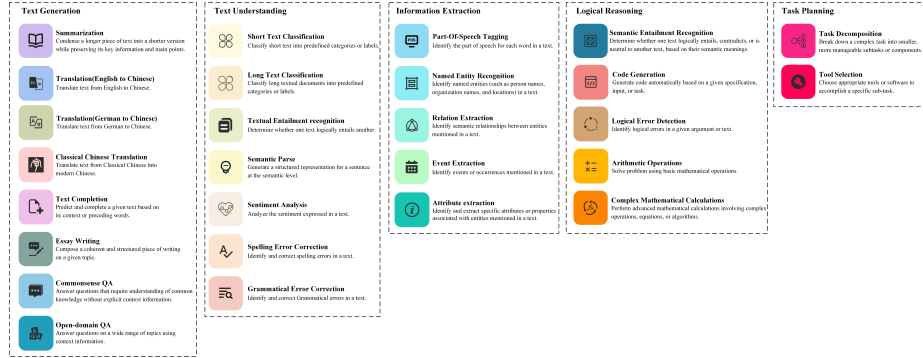 Text Generation
Summarization
Condense a longer piece of text into a shorter version
while preserving its key information and main points.
Translation(English to Chinese)
Translate text from English to Chinese.
Translation(German to Chinese)
Translate text from German to Chinese.
Classical Chinese Translation
Translate text from Classical Chinese into
modern Chinese.
Text Completion
Predict and complete a given text based on
its context or preceding words.
Essay Writing
Compose a coherent and structured piece of writing
on a given topic.
Commonsense QA
Answer questions that require understanding of common
knowledge without explicit context information.
Open-domain QA
Answer questions on a wide range of topics using
context information.
Text Understanding
Short Text Classification
Classify short text into predefined categories or labels.
Long Text Classification
Classify long textual documents into predefined
categories or labels.
Textual Entailment recognition
Determine whether one text logically entails another.
Semantic Parse
Generate a structured representation for a sentence
at the semantic level.
Sentiment Analysis
Analyze the sentiment expressed in a text.
Spelling Error Correction
Identify and correct spelling errors in a text.
Grammatical Error Correction
Identify and correct Grammatical errors in a text.
Information Extraction
Part-Of-Speech Tagging
Identify the part of speech for each word in a text.
Named Entity Recognition
Identify named entities (such as person names,
organization names, and locations) in a text.
Relation Extraction
Identify semantic relationships between entities
mentioned in a text.
Event Extraction
Identify events or occurrences mentioned in a text.
Attribute extraction
Identify and extract specific attributes or properties
associated with entities mentioned in a text.
Logical Reasoning
Semantic Entailment Recognition
Determine whether one text logically entails, contradicts, or is
neutral to another text, based on their semantic meanings.
Code Generation
Generate code automatically based on a given specification,
input, or task.
Logical Error Detection
Identify logical errors in a given argument or text.
Arithmetic Operations
Solve problem using basic mathematical operations.
Complex Mathematical Calculations
Perform advanced mathematical calculations involving complex
operations, equations, or algorithms.
Task Planning
Task Decomposition
Break down a complex task into smaller,
more manageable subtasks or components.
Tool Selection
Choose appropriate tools or software to
accomplish a specific sub-task.